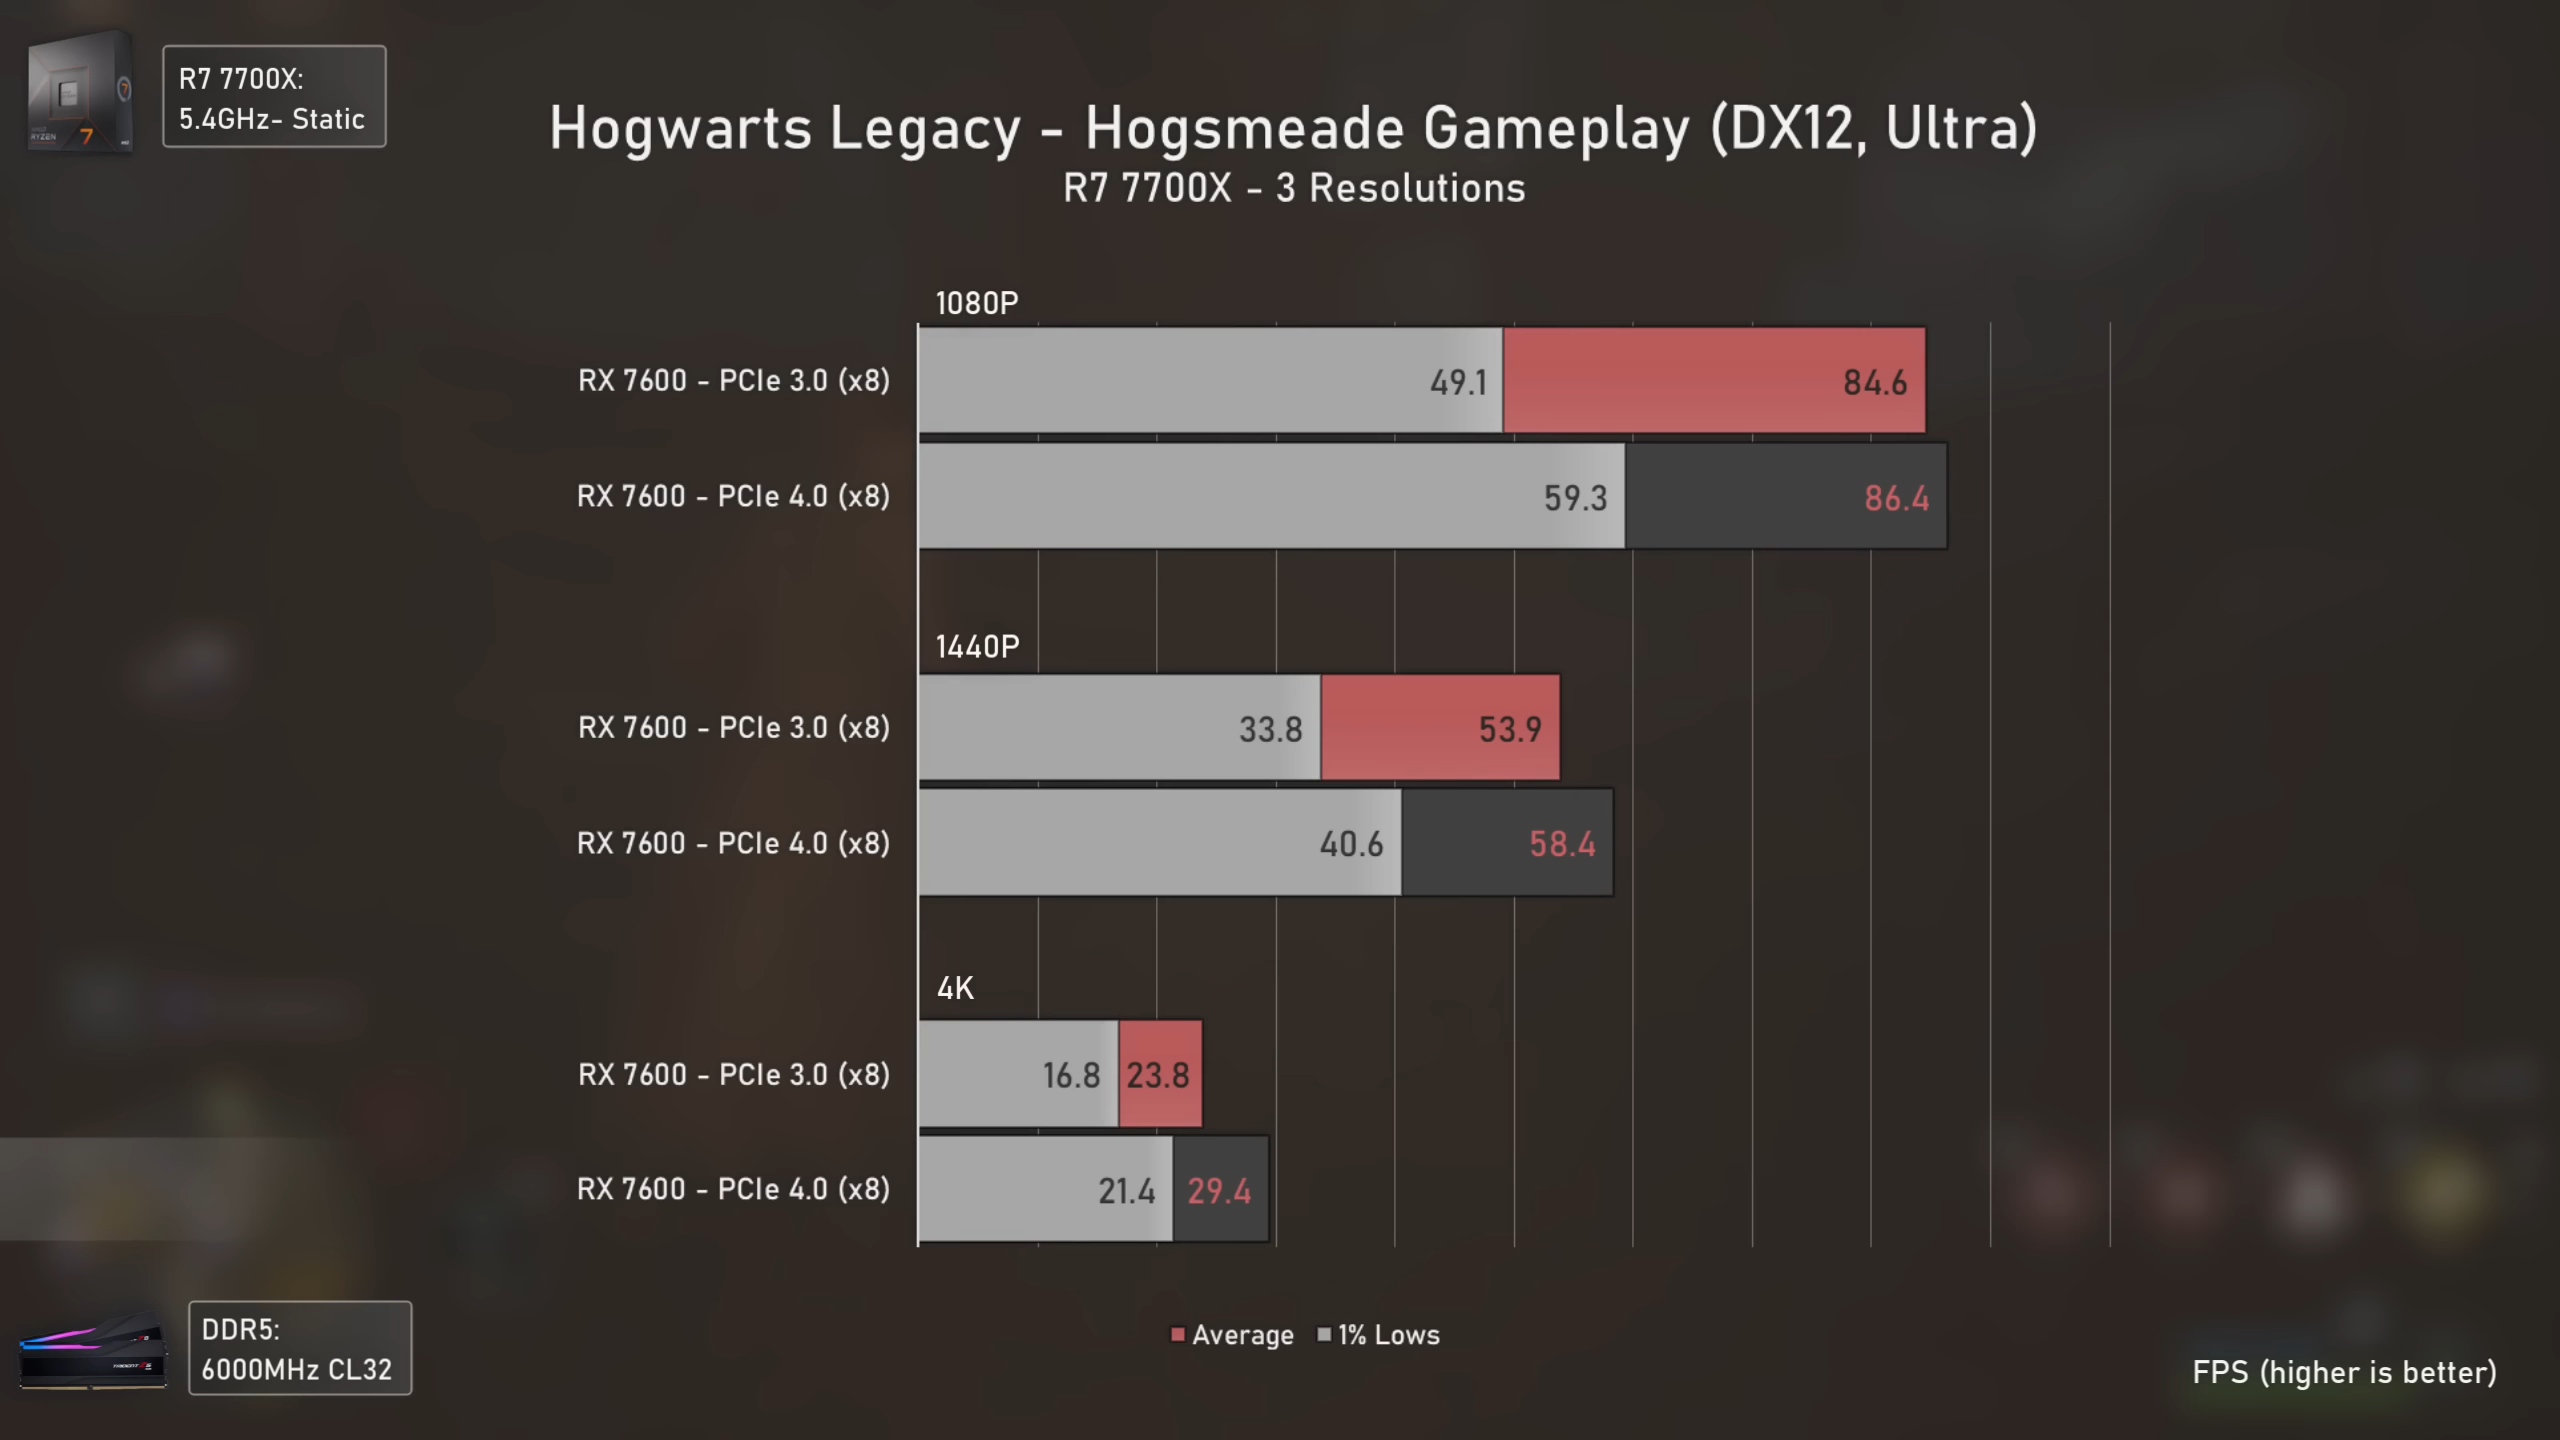 R7 7700X:
5.4GHz- Static
RYZEN
7
Hogwarts Legacy - Hogsmeade Gameplay (DX12, Ultra)
R7 7700X - 3 Resolutions
1080P
RX 7600 - PCIe 3.0 (x8) 49.1 84.6
RX 7600 - PCIe 4.0 (x8) 59.3 86.4
1440P
RX 7600 - PCIe 3.0 (x8) 33.8 53.9
RX 7600 - PCIe 4.0 (x8) 40.6 58.4
4K
RX 7600 - PCIe 3.0 (x8) 16.8 23.8
RX 7600 - PCIe 4.0 (x8) 21.4 29.4
DDR5:
6000MHz CL32
Average 1% Lows
FPS (higher is better)